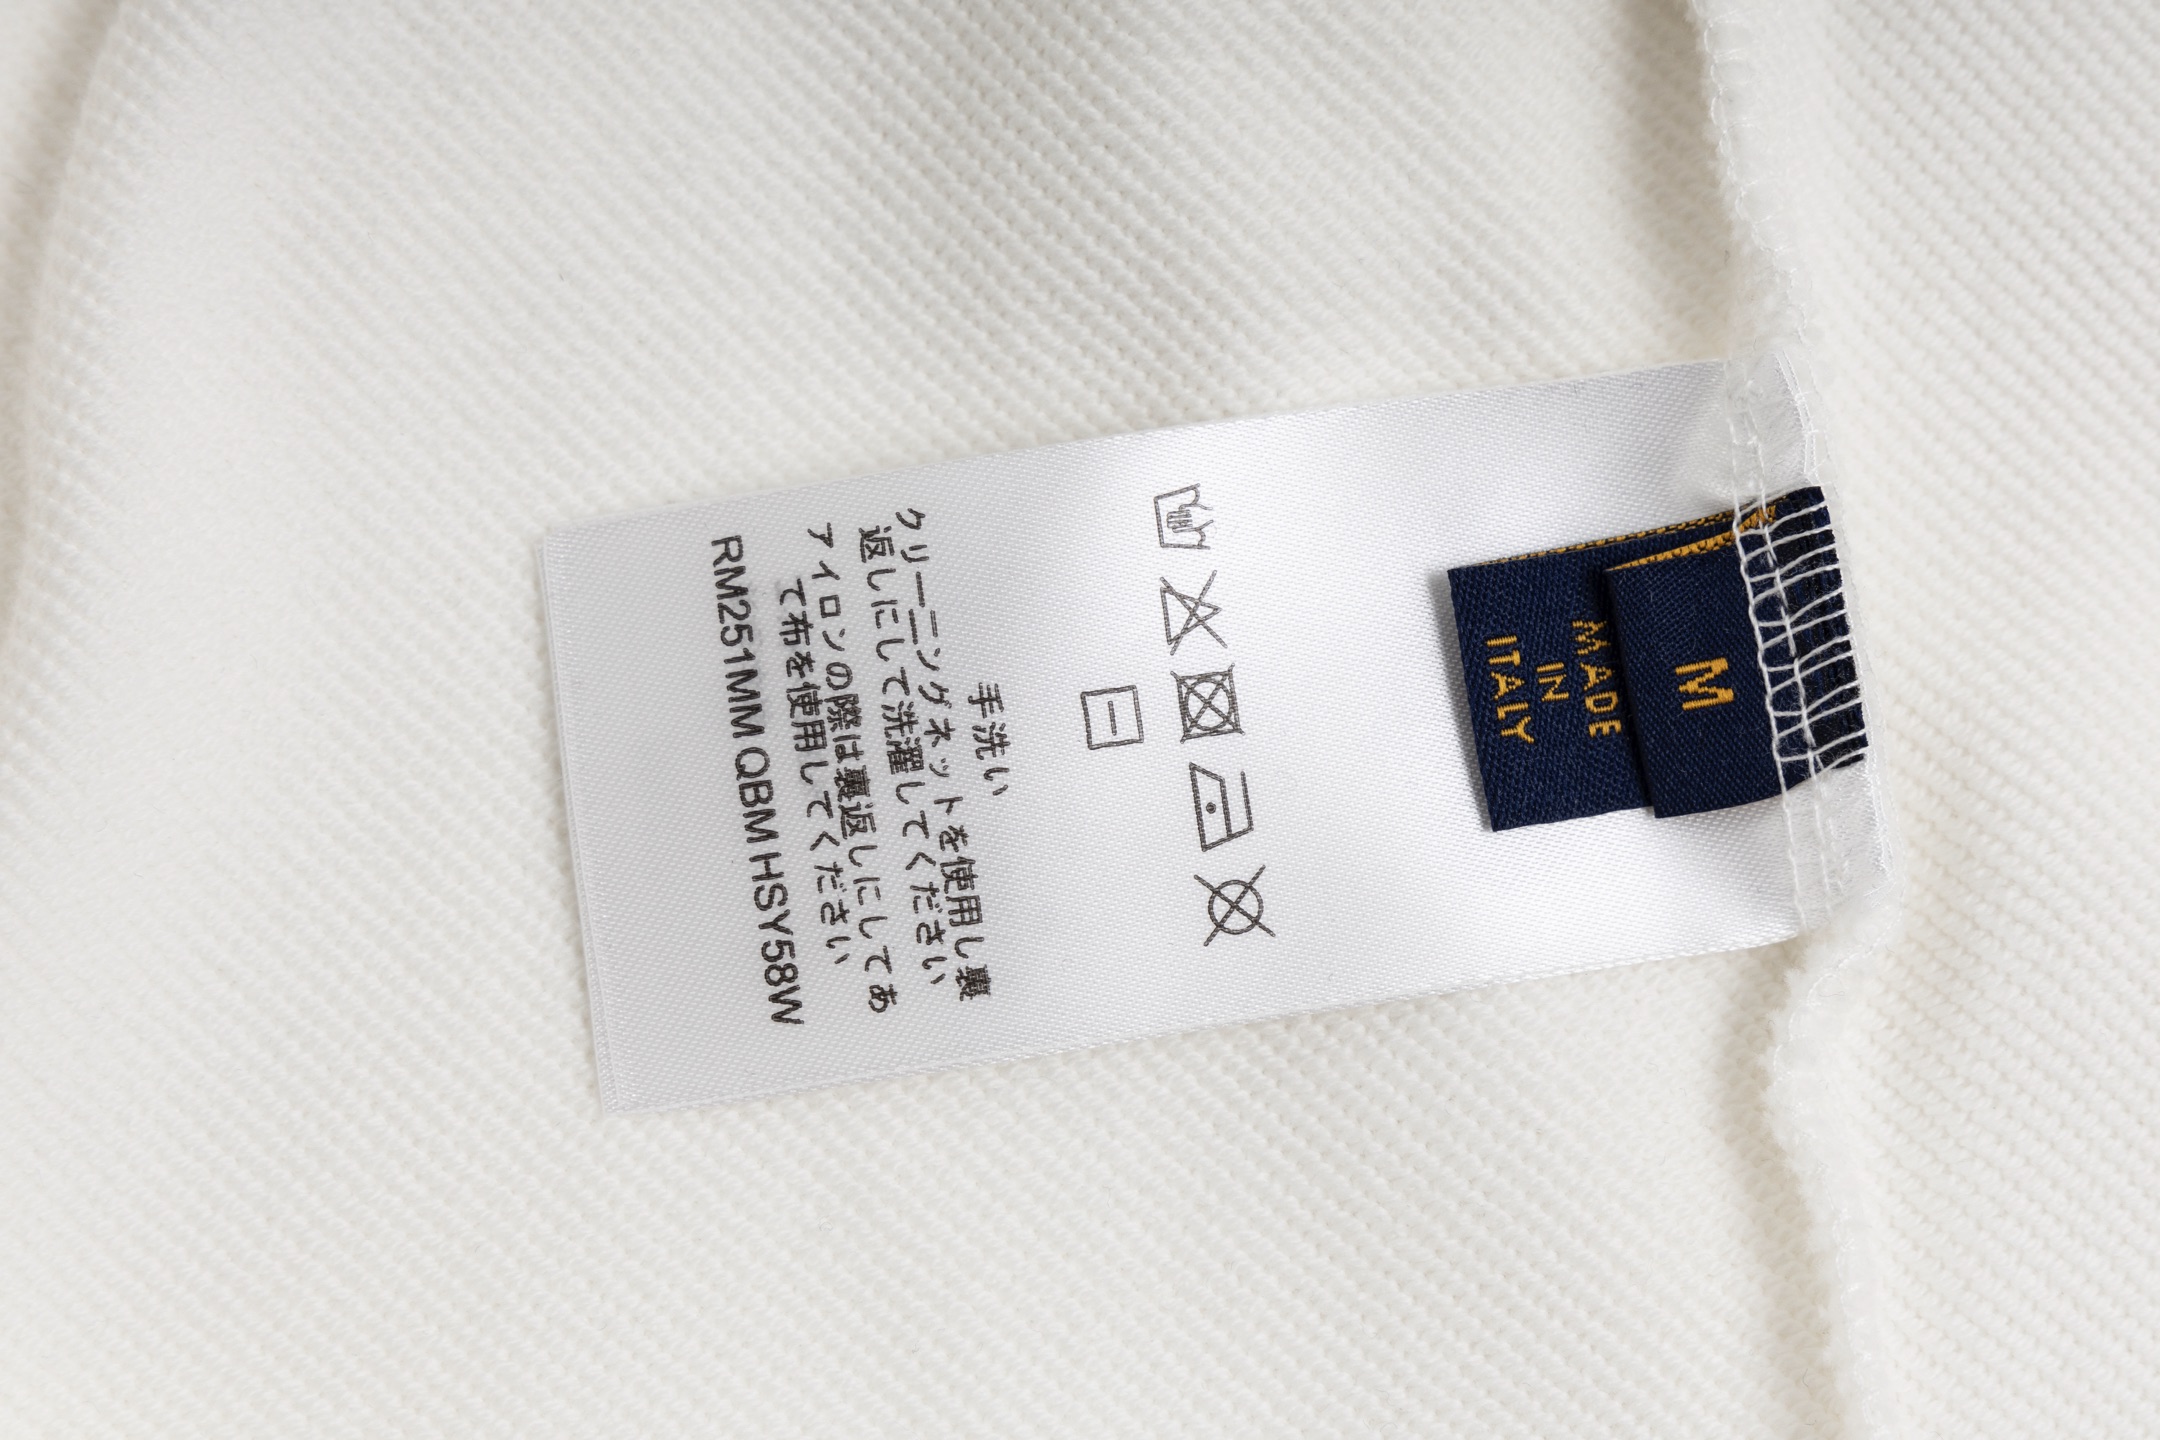 M
MADE
IN
ITALY
手洗い
クリーニングネットを使用し裏
返しにして洗濯してください
アイロンの際は裏返しにしてあ
て布を使用してください
RM251MM QBM HSY58W